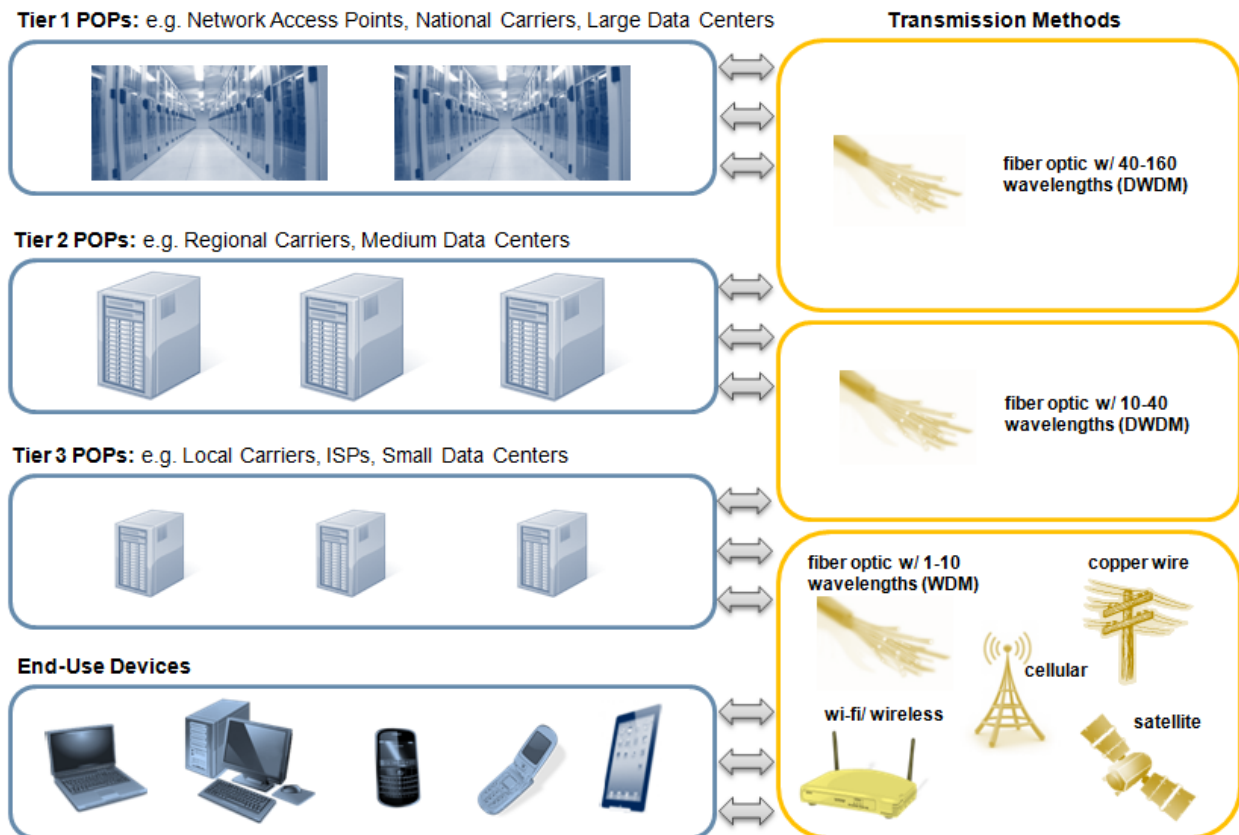 Tier 1 POPs: e.g. Network Access Points, National Carriers, Large Data Centers
Transmission Methods
fiber optic w/ 40-160
wavelengths (DWDM)
Tier 2 POPs: e.g. Regional Carriers, Medium Data Centers
fiber optic w/ 10-40
wavelengths (DWDM)
Tier 3 POPs: e.g. Local Carriers, ISPs, Small Data Centers
fiber optic w/ 1-10
wavelengths (WDM)
copper wire
cellular
End-Use Devices
wi-fi/ wireless
satellite